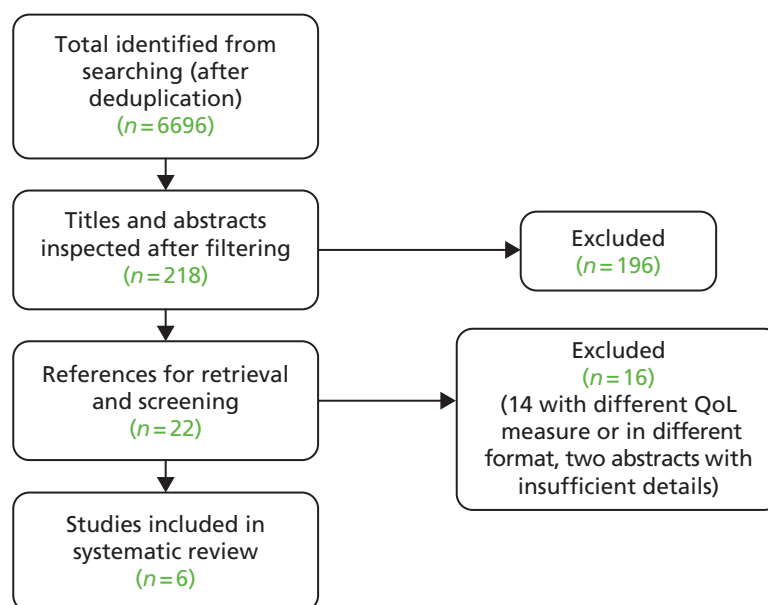 Total identified from
searching (after
deduplication)
(n=6696)
Titles and abstracts
inspected after filtering
(n=218)
Excluded
(n=196)
References for retrieval
and screening
(n=22)
Excluded
(n=16)
(14 with different QoL
measure or in different
format, two abstracts with
insufficient details)
Studies included in
systematic review
(n=6)